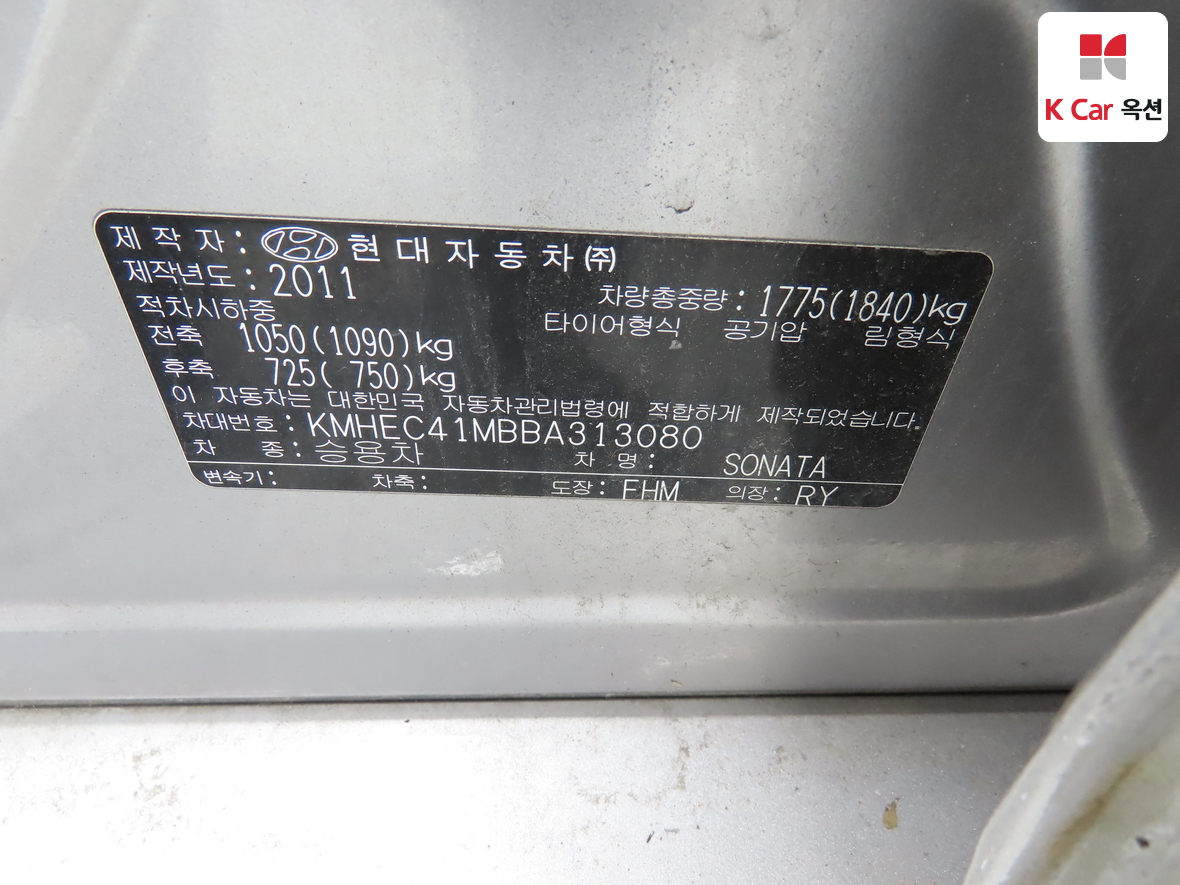 K Car 옥션
제 작 자 : 현 대 자 동 차 ㈜
제작년도 : 2011
차량총중량 : 1775(1840)kg
적차시하중
타이어형식 공기압 림형식
전축 1050(1090)kg
후축 725( 750)kg
이 자동차는 대한민국 자동차관리법령에 적합하게 제작되었습니다.
차대번호 : KMHEC41MBBA313080
차 종 : 승용차 차 명 : SONATA
변속기 : 차축 : 도장 : FHM 의장 : RY